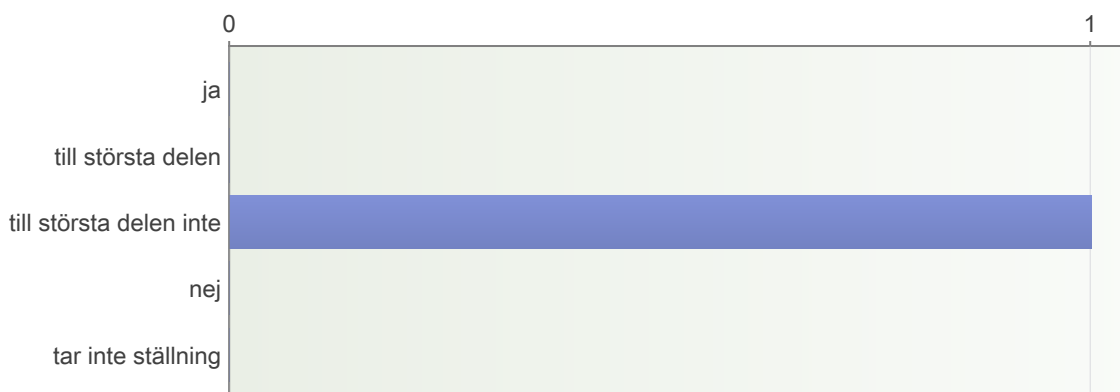 0 1
ja
till största delen
till största delen inte
nej
tar inte ställning